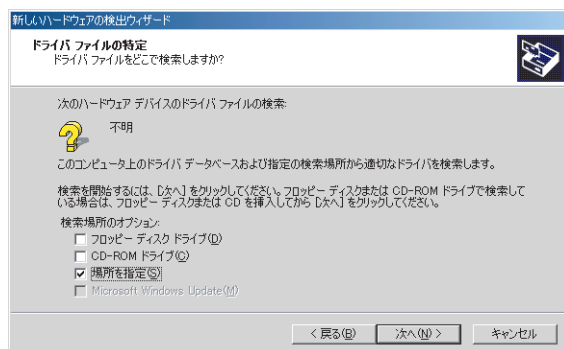 新しいハードウェアの検出ウィザード
ドライバ ファイルの特定
ドライバ ファイルをどこで検索しますか?
次のハードウェア デバイスのドライバ ファイルの検索:
不明
このコンピュータ上のドライバ データベースおよび指定の検索場所から適切なドライバを検索します。
検索を開始するには、[次へ] をクリックしてください。フロッピー ディスクまたは CD-ROM ドライブで検索して
いる場合は、フロッピー ディスクまたは CD を挿入してから [次へ] をクリックしてください。
検索場所のオプション:
フロッピー ディスク ドライブ(D)
CD-ROM ドライブ(C)
場所を指定(S)
Microsoft Windows Update(M)
< 戻る(B)
次へ(N) >
キャンセル